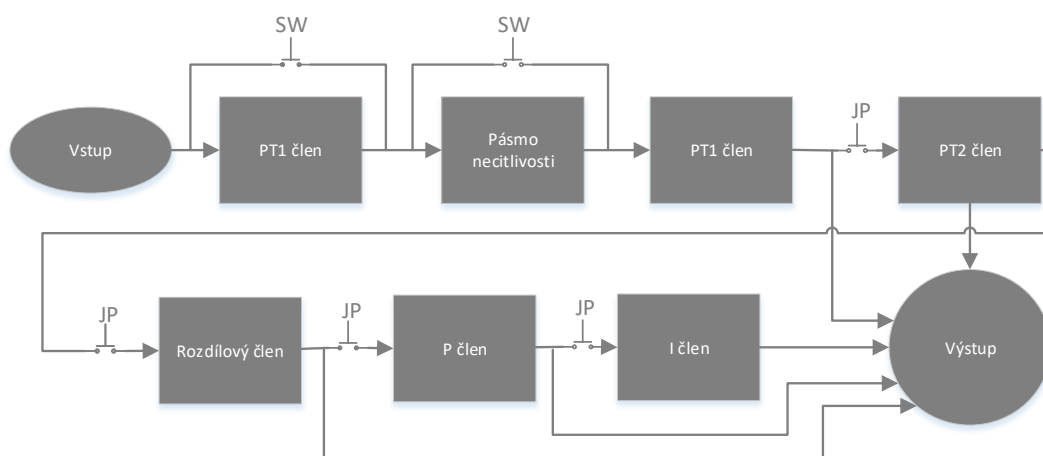 SW
SW
Vstup
PT1 člen
Pásmo
necitlivosti
PT1 člen
JP
PT2 člen
JP
Rozdílový člen
JP
P člen
JP
I člen
Výstup